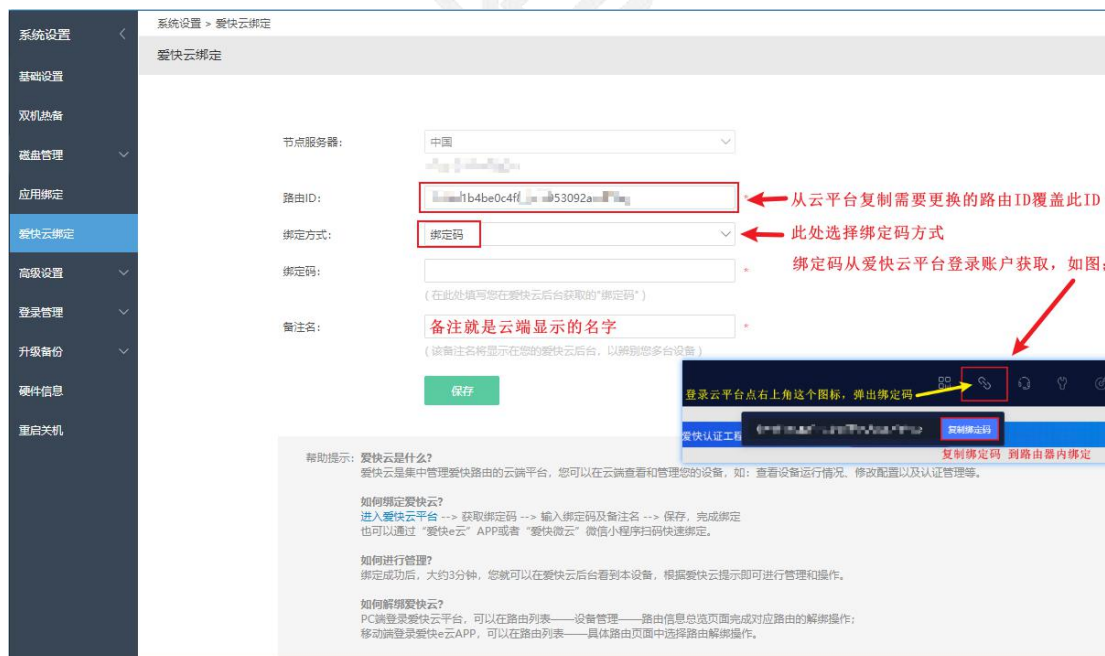 系统设置
系统设置 > 爱快云绑定
爱快云绑定
基础设置
双机热备
磁盘管理
应用绑定
爱快云绑定
高级设置
登录管理
升级备份
硬件信息
重启关机
节点服务器:
中国
路由ID:
1b4be0c4f
53092a
*
从云平台复制需要更换的路由ID覆盖此ID
绑定方式:
绑定码
此处选择绑定码方式
绑定码从爱快云平台登录账户获取，如图:
绑定码:
*
(在此处填写您在爱快云后台获取的"绑定码")
备注名:
备注就是云端显示的名字
*
(该备注名将显示在您的爱快云后台，以辨别您多台设备)
保存
登录云平台点右上角这个图标，弹出绑定码
爱快认证工程
复制绑定码
复制绑定码 到路由器内绑定
帮助提示:
爱快云是什么?
爱快云是集中管理爱快路由的云端平台，您可以在云端查看和管理您的设备，如：查看设备运行情况、修改配置以及认证管理等。
如何绑定爱快云?
进入爱快云平台 --> 获取绑定码 --> 输入绑定码及备注名 --> 保存，完成绑定
也可以通过“爱快e云”APP或者“爱快微云”微信小程序扫码快速绑定。
如何进行管理?
绑定成功后，大约3分钟，您就可以在爱快云后台看到本设备，根据爱快云提示即可进行管理和操作。
如何解绑爱快云?
PC端登录爱快云平台，可以在路由列表——设备管理——路由信息总览页面完成对应路由的解绑操作；
移动端登录爱快e云APP，可以在路由列表——具体路由页面中选择路由解绑操作。